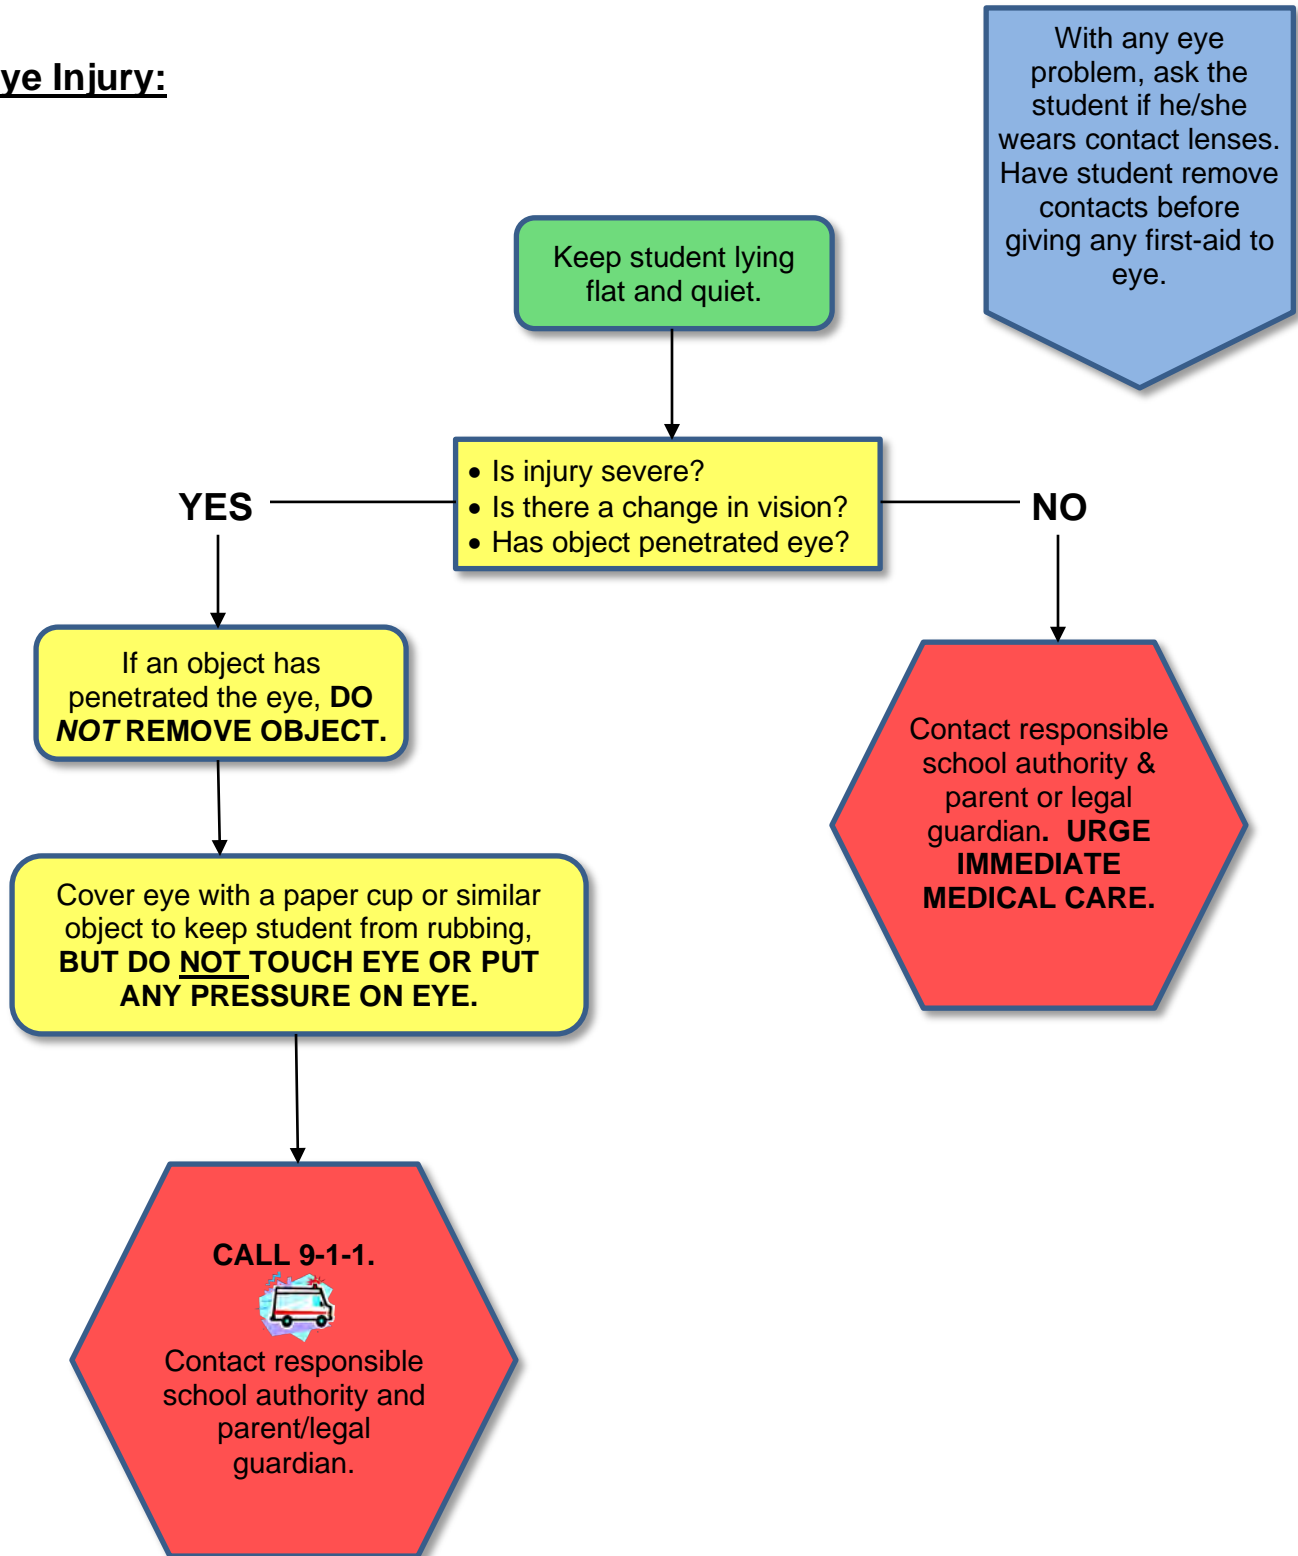 ye Injury:
With any eye
problem, ask the
student if he/she
wears contact lenses.
Have student remove
contacts before
giving any first-aid to
eye.
Keep student lying
flat and quiet.
• Is injury severe?
• Is there a change in vision?
• Has object penetrated eye?
YES
NO
If an object has
penetrated the eye, DO
NOT REMOVE OBJECT.
Contact responsible
school authority &
parent or legal
guardian. URGE
IMMEDIATE
MEDICAL CARE.
Cover eye with a paper cup or similar
object to keep student from rubbing,
BUT DO NOT TOUCH EYE OR PUT
ANY PRESSURE ON EYE.
CALL 9-1-1.
Contact responsible
school authority and
parent/legal
guardian.